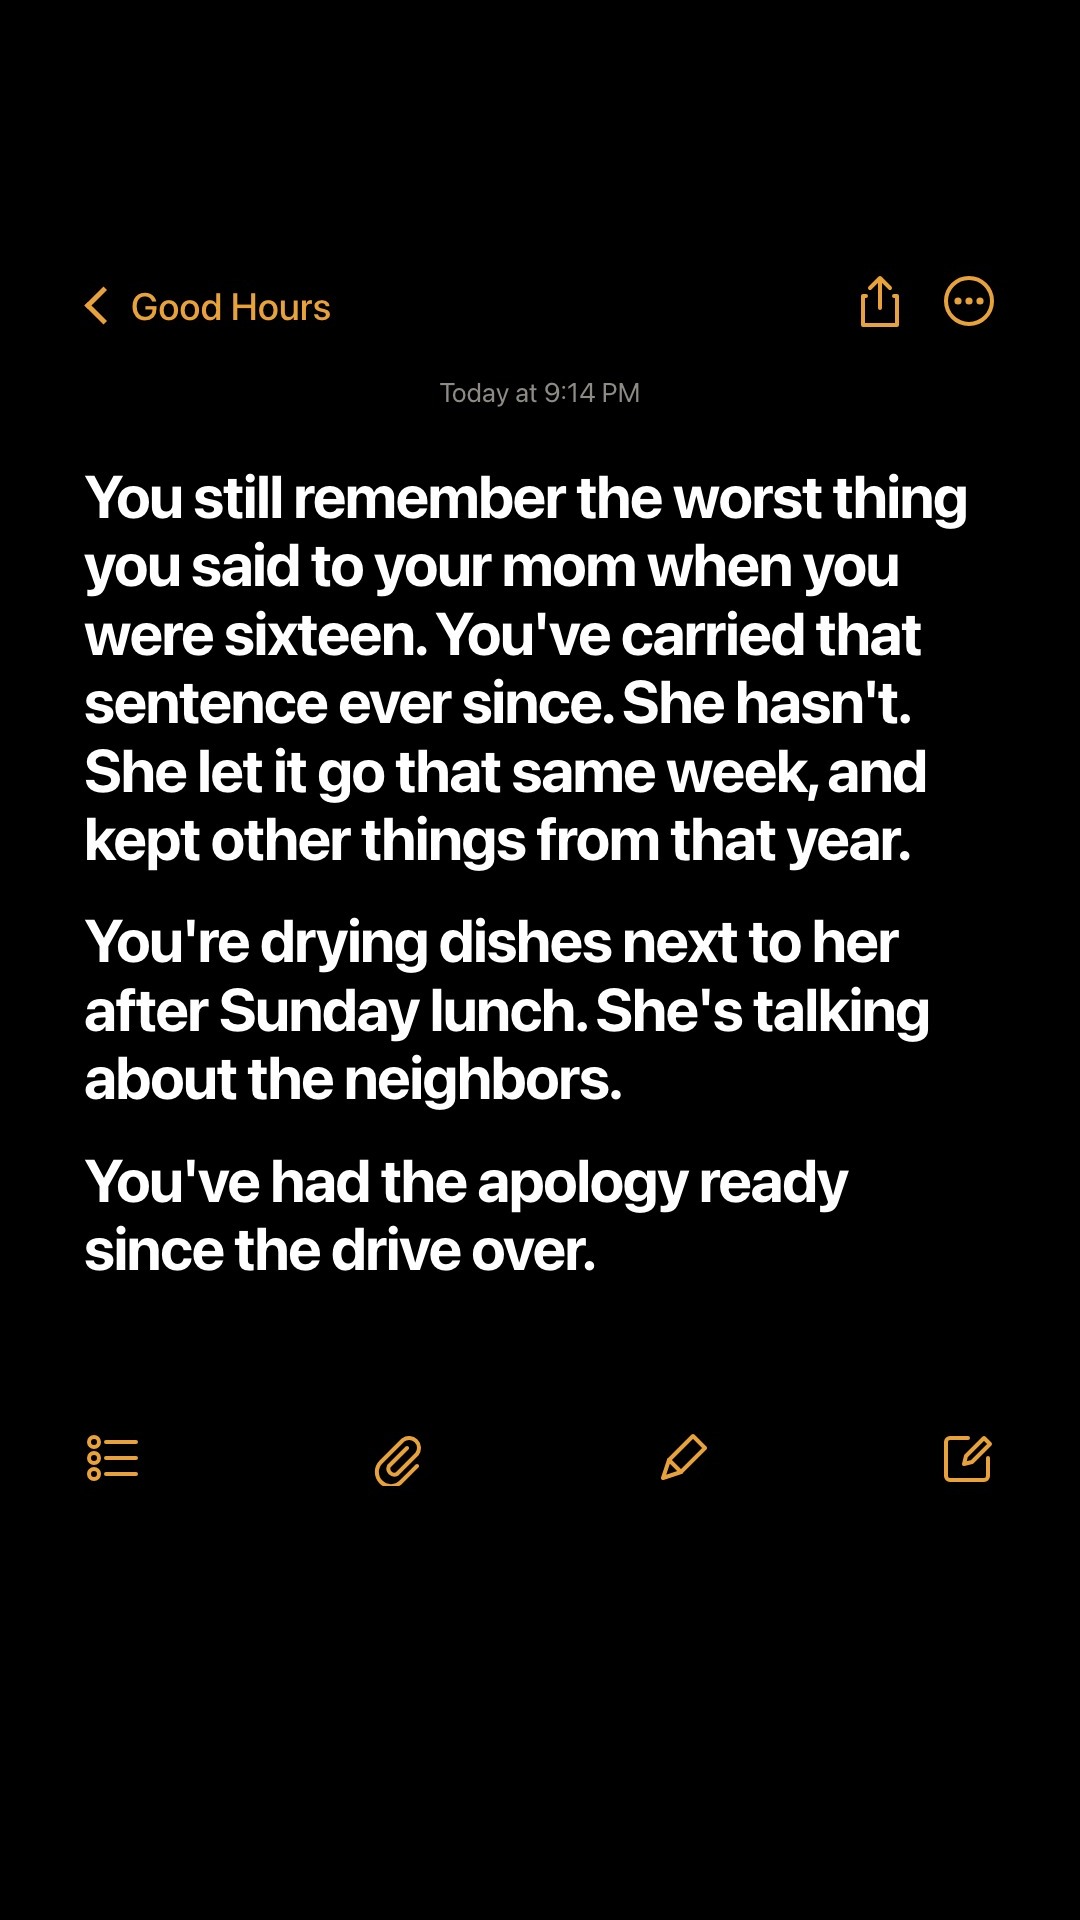 Good Hours
Today at 9:14 PM
You still remember the worst thing
you said to your mom when you
were sixteen. You've carried that
sentence ever since. She hasn't.
She let it go that same week, and
kept other things from that year.
You're drying dishes next to her
after Sunday lunch. She's talking
about the neighbors.
You've had the apology ready
since the drive over.